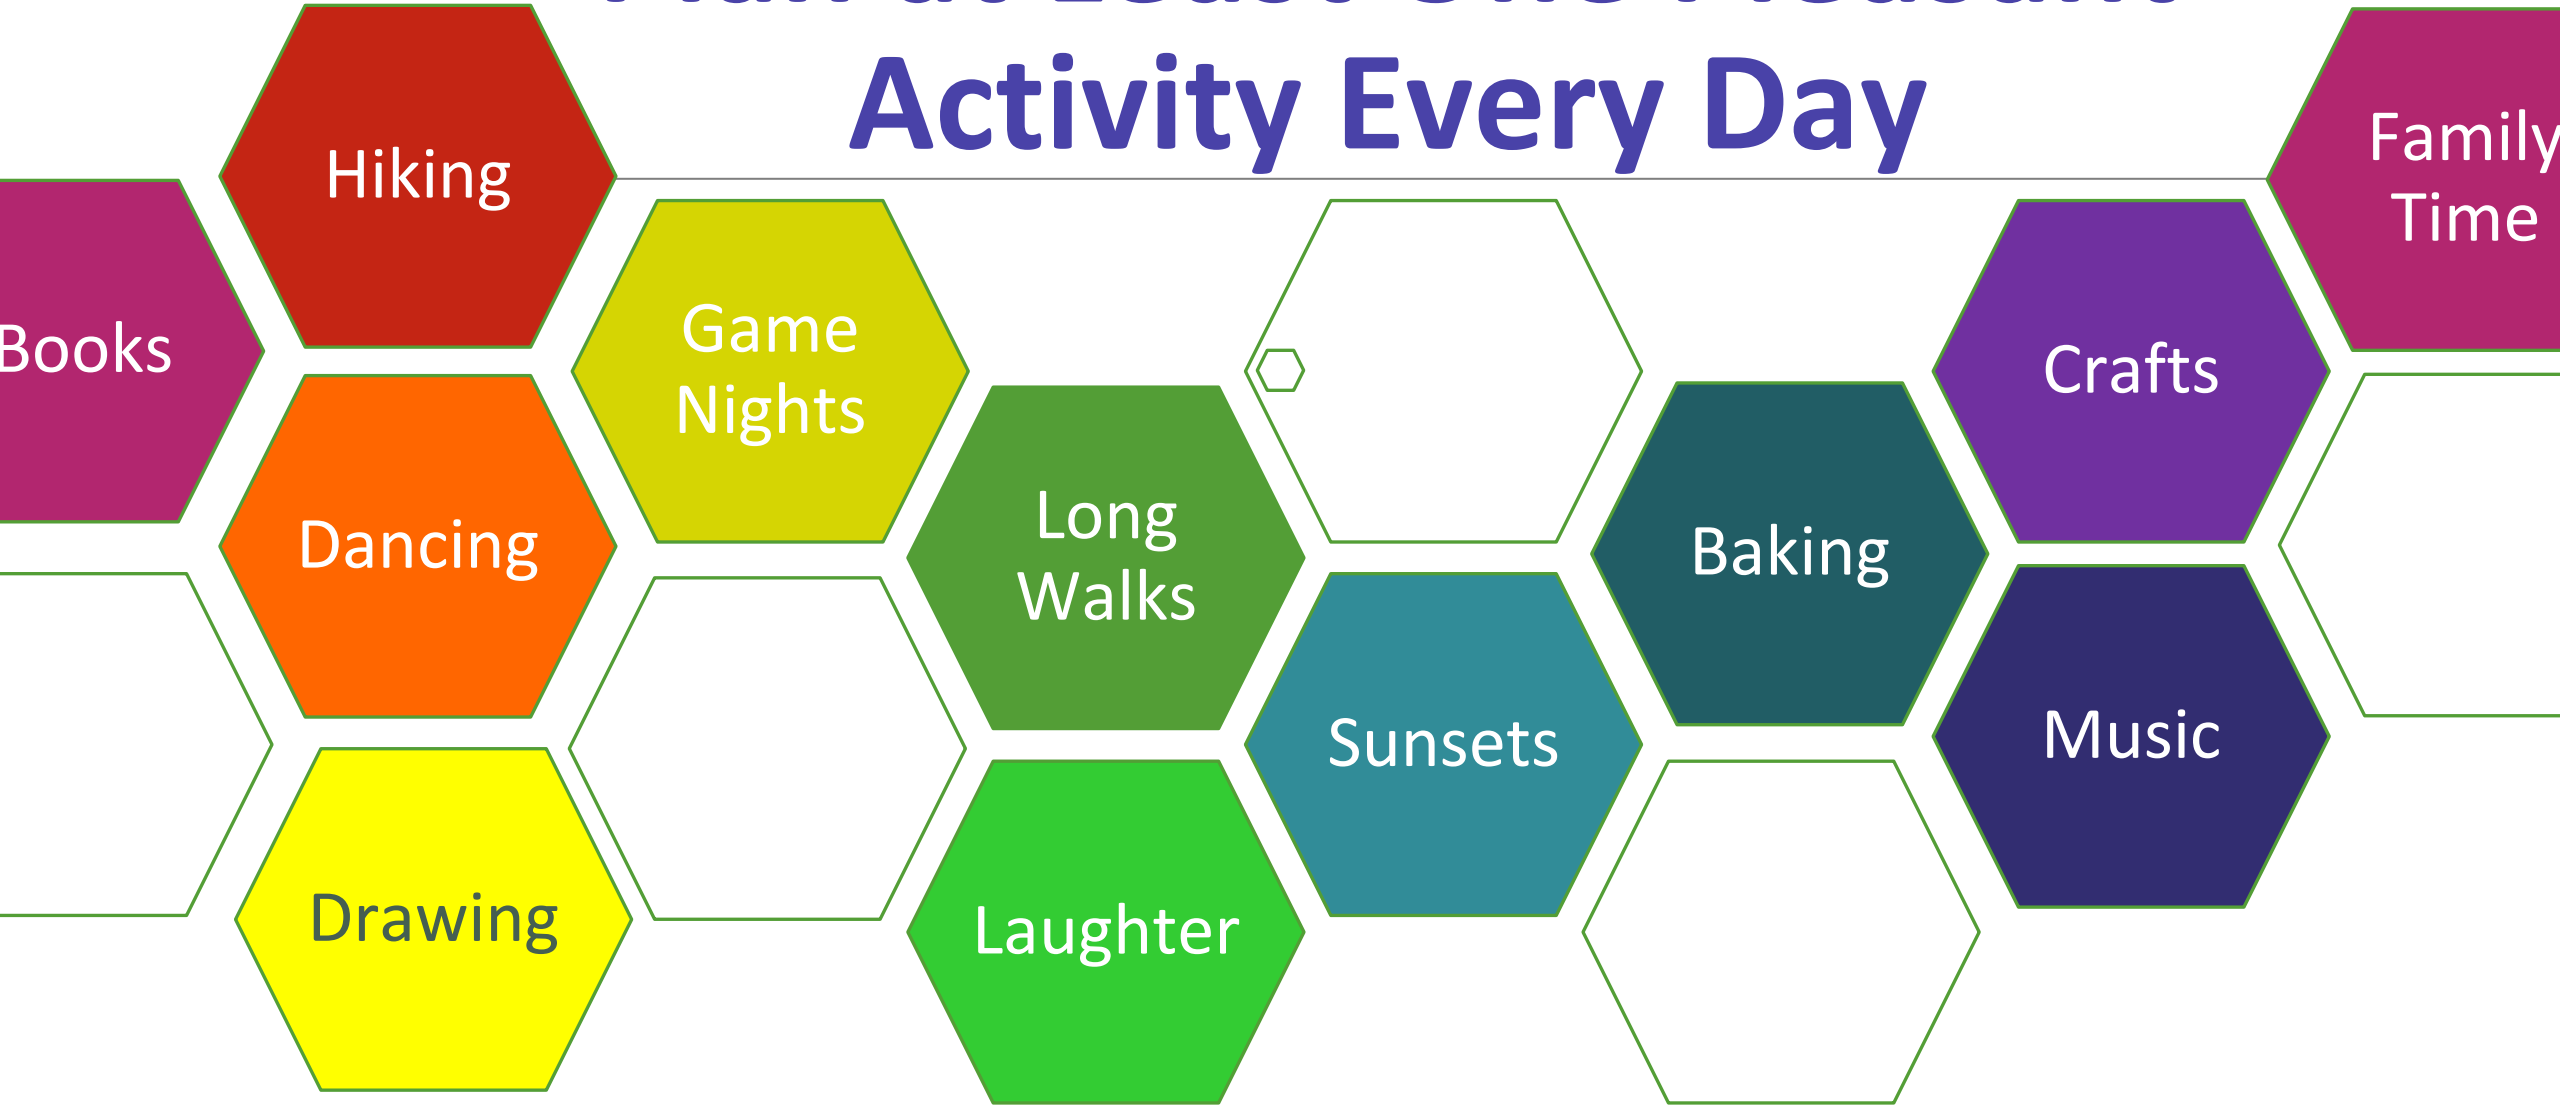 Activity Every Day
Hiking
Family
Time
Books
Game
Nights
Crafts
Dancing
Long
Walks
Baking
Sunsets
Music
Drawing
Laughter